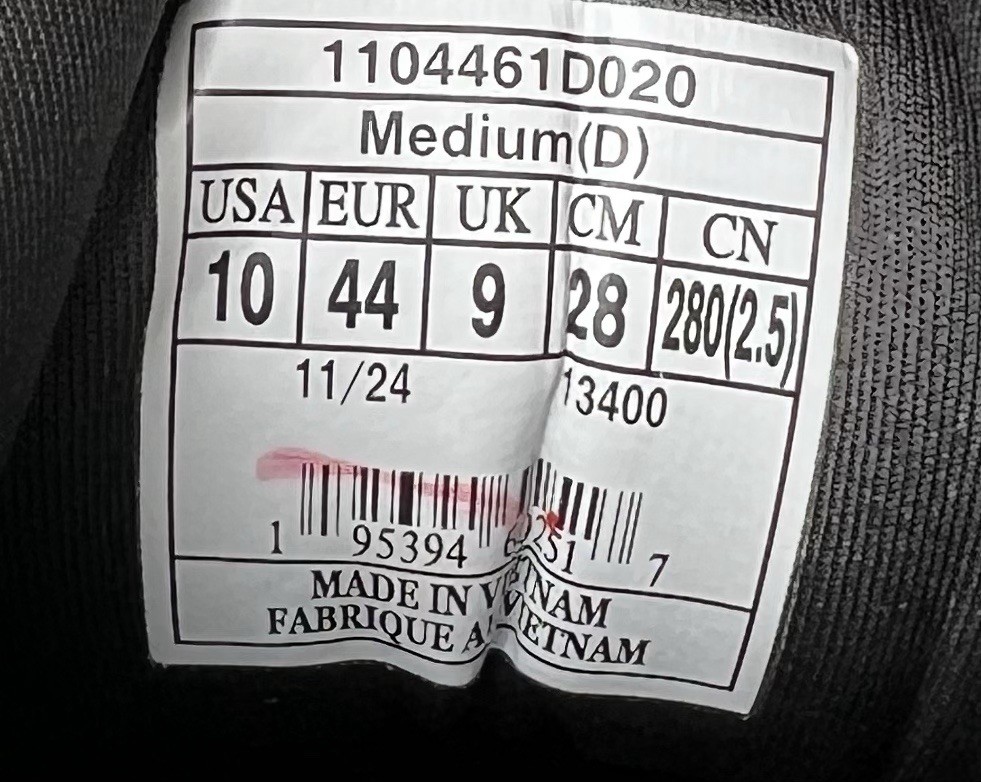 1104461D020
Medium(D)
USA EUR UK CM CN
10 44 9 28 280(2.5)
11/24 13400
1 95394 7
MADE IN VIETNAM
FABRIQUE AU VIETNAM